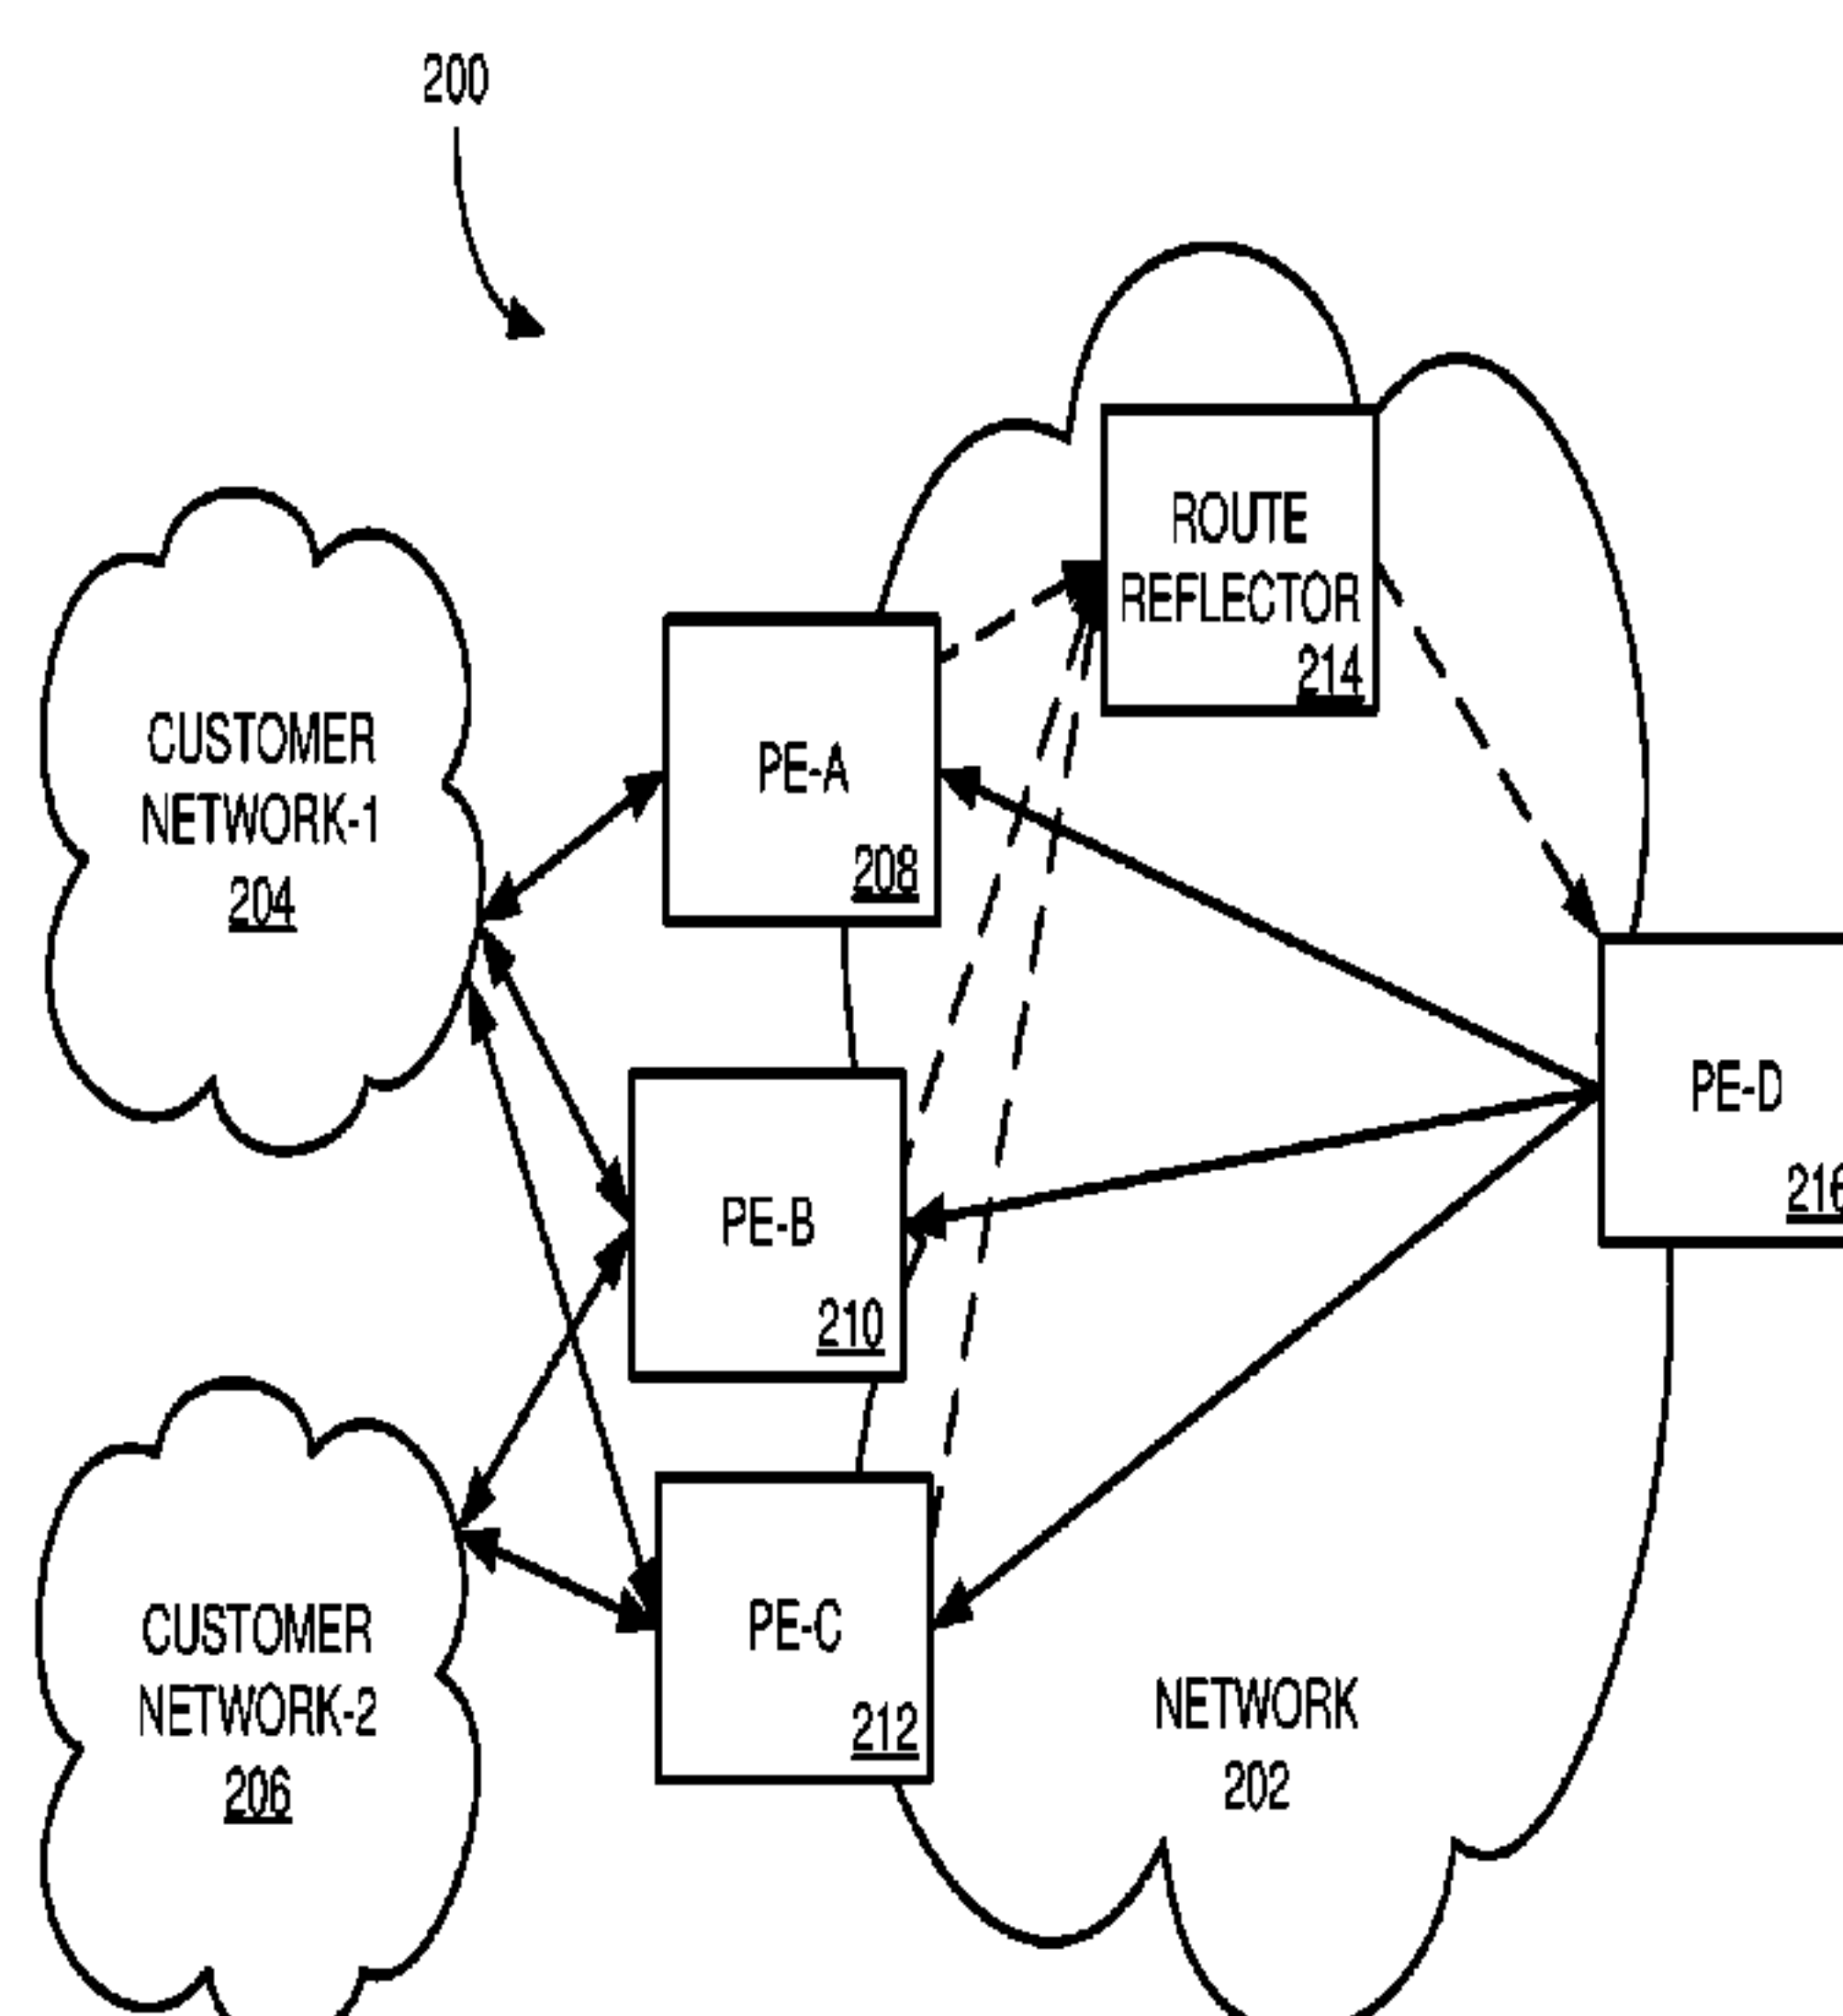 200
ROUTE
REFLECTOR
214
CUSTOMER
NETWORK-1
204
PE-A
208
PE-D
PE-B
210
CUSTOMER
NETWORK-2
206
PE-C
212
NETWORK
202